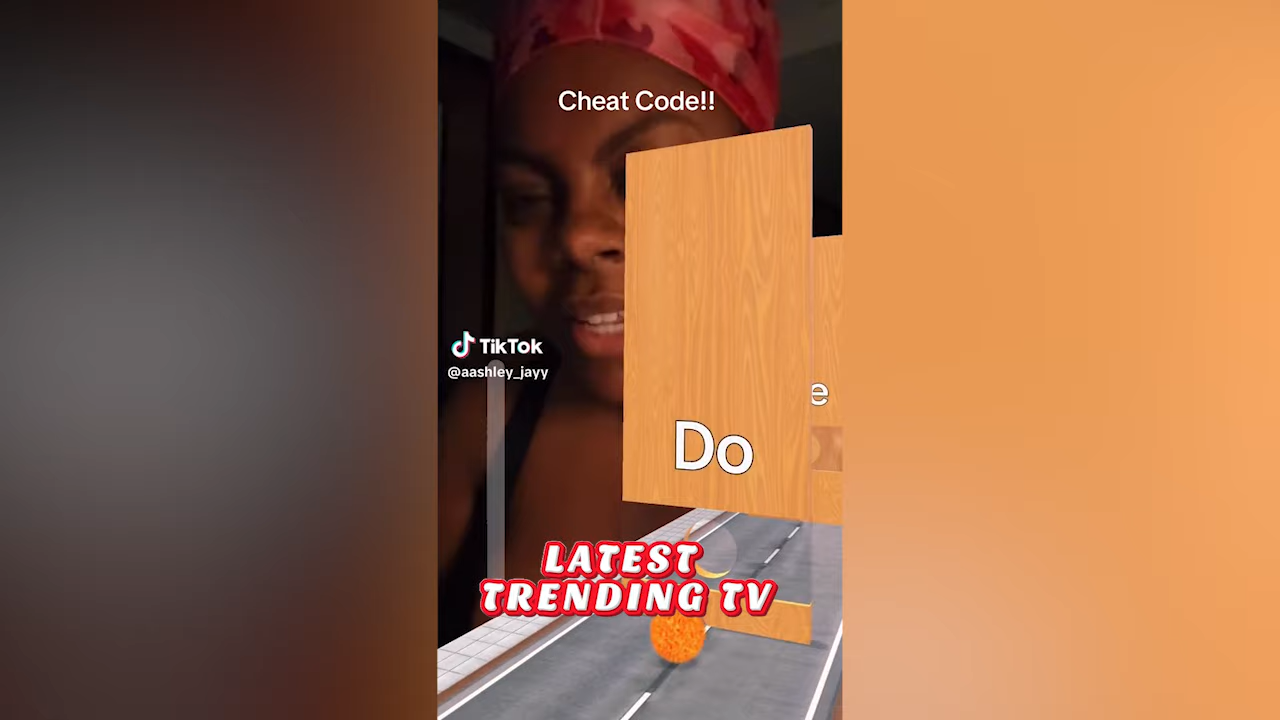 Cheat Code!!
TikTok
@aashley_jayy
e
Do
LATEST
TRENDING TV